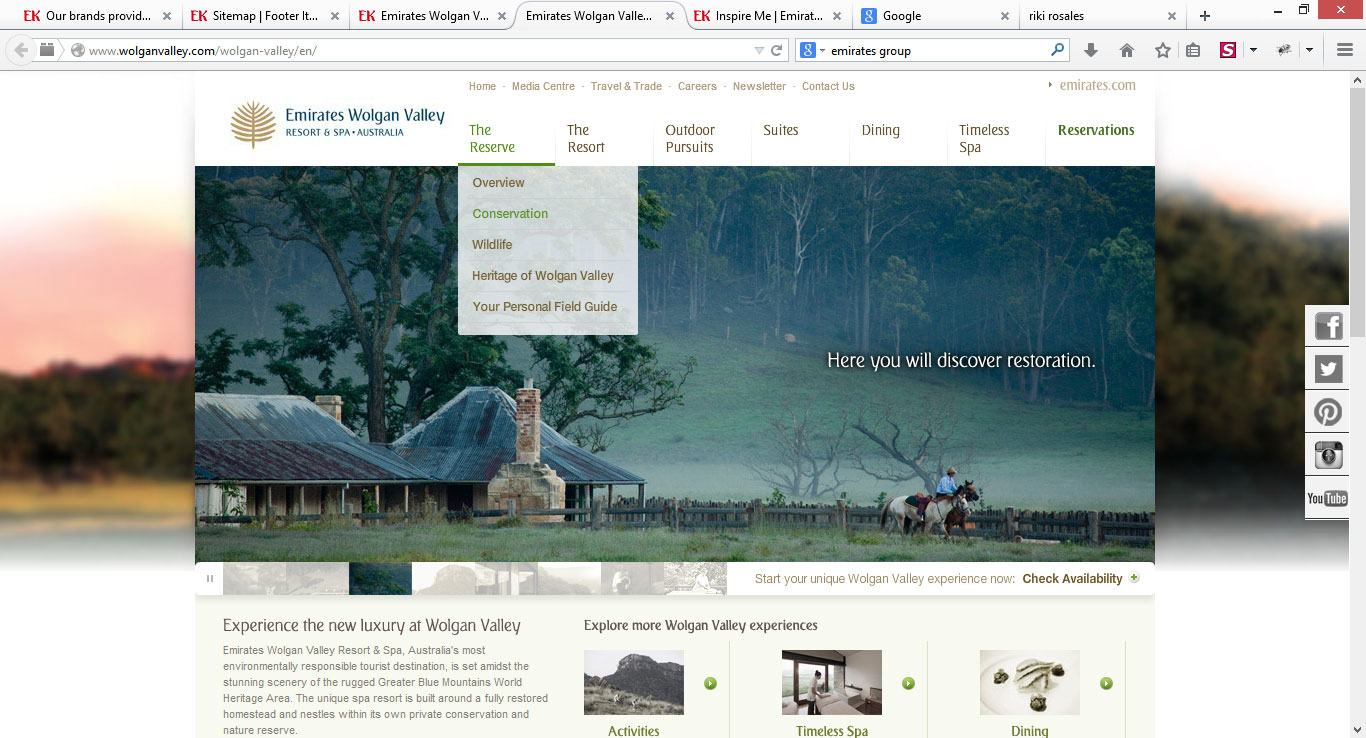 EK Our brands provid...
EK Sitemap | Footer It...
EK Emirates Wolgan V...
Emirates Wolgan Valle...
EK Inspire Me | Emirat...
8 Google
riki rosales
www.wolganvalley.com/wolgan-valley/en/
8 emirates group
S
Home - Media Centre - Travel & Trade - Careers - Newsletter - Contact Us
emirates.com
Emirates Wolgan Valley
RESORT & SPA • AUSTRALIA
The
Reserve
The
Resort
Outdoor
Pursuits
Suites
Dining
Timeless
Spa
Reservations
Overview
Conservation
Wildlife
Heritage of Wolgan Valley
Your Personal Field Guide
Here you will discover restoration.
f
You Tube
Start your unique Wolgan Valley experience now: Check Availability
Experience the new luxury at Wolgan Valley
Emirates Wolgan Valley Resort & Spa, Australia's most
environmentally responsible tourist destination, is set amidst the
stunning scenery of the rugged Greater Blue Mountains World
Heritage Area. The unique spa resort is built around a fully restored
homestead and nestles within its own private conservation and
nature reserve.
Explore more Wolgan Valley experiences
Activities
Timeless Spa
Dining